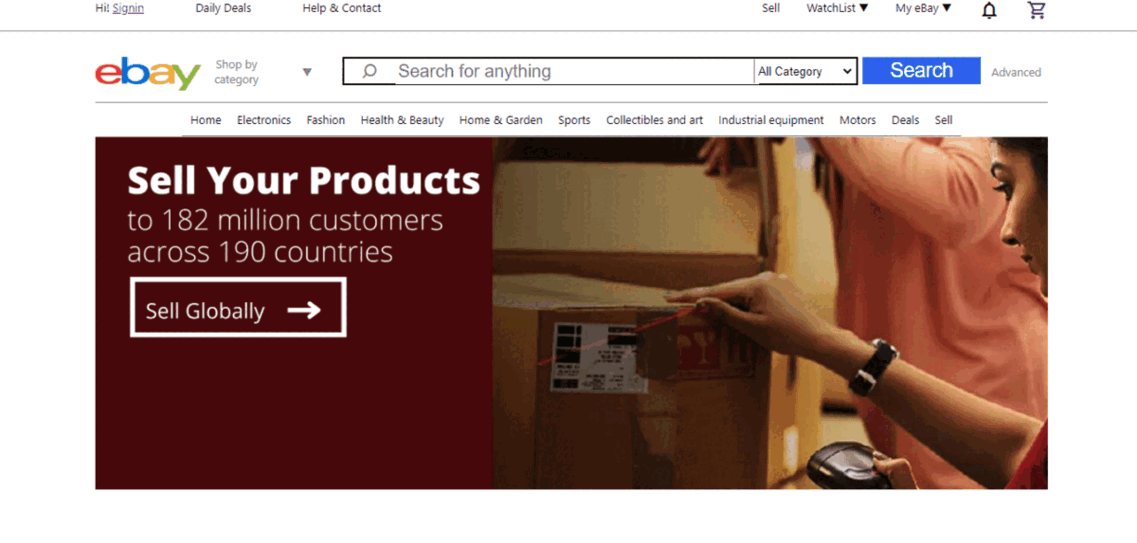 Hi! Signin Daily Deals Help & Contact Sell WatchList ▼ My eBay ▼
ebay Shop by category ▼ Search for anything All Category Search Advanced
Home Electronics Fashion Health & Beauty Home & Garden Sports Collectibles and art Industrial equipment Motors Deals Sell
Sell Your Products
to 182 million customers
across 190 countries
Sell Globally →